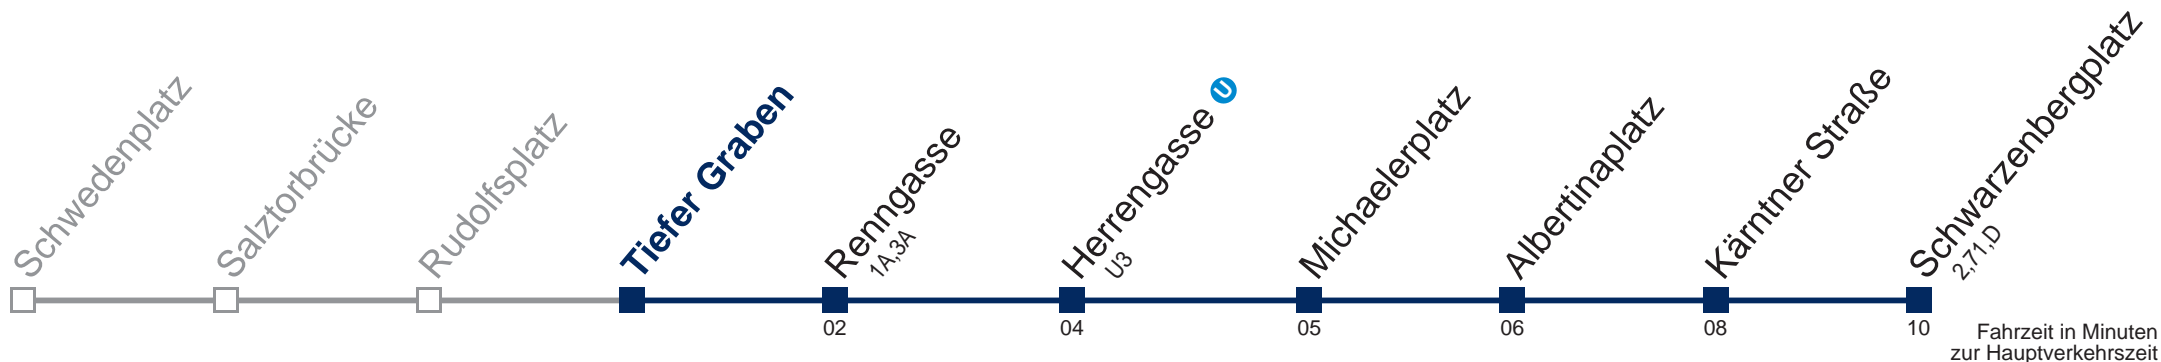 Schwedenplatz
Salztorbrücke
Rudolfsplatz
Tiefer Graben
Renngasse
1A,3A
Herrengasse U
U3
Michaelerplatz
Albertinaplatz
Kärntner Straße
Schwarzenbergplatz
2,71,D
02
04
05
06
08
10
Fahrzeit in Minuten
zur Hauptverkehrszeit